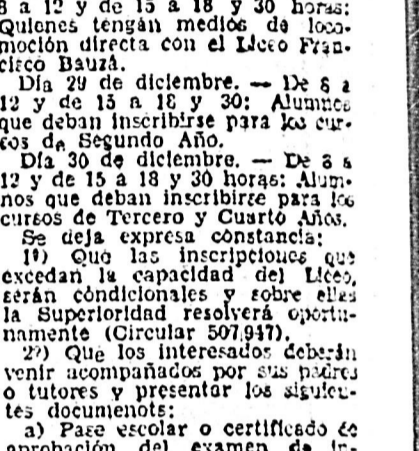 8 a 12 y de 15 a 18 y 30 horas:
Quienes tengan medios de loco-
moción directa con el Liceo Fran-
cisco Bauzá.
Día 29 de diciembre. — De 8 a
12 y de 15 a 18 y 30: Alumnos
que deban inscribirse para los cur-
sos de Segundo Año.
Día 30 de diciembre. — De 8 a
12 y de 15 a 18 y 30 horas: Alum-
nos que deban inscribirse para los
cursos de Tercero y Cuarto Años.
Se deja expresa constancia:
1º) Que las inscripciones que
excedan la capacidad del Liceo,
serán condicionales y sobre ellas
la Superioridad resolverá oportu-
namente (Circular 507,947).
2º) Que los interesados deberán
venir acompañados por sus padres
o tutores y presentar los siguien-
tes documenots:
a) Pase escolar o certificado de
aprobación del examen de in-